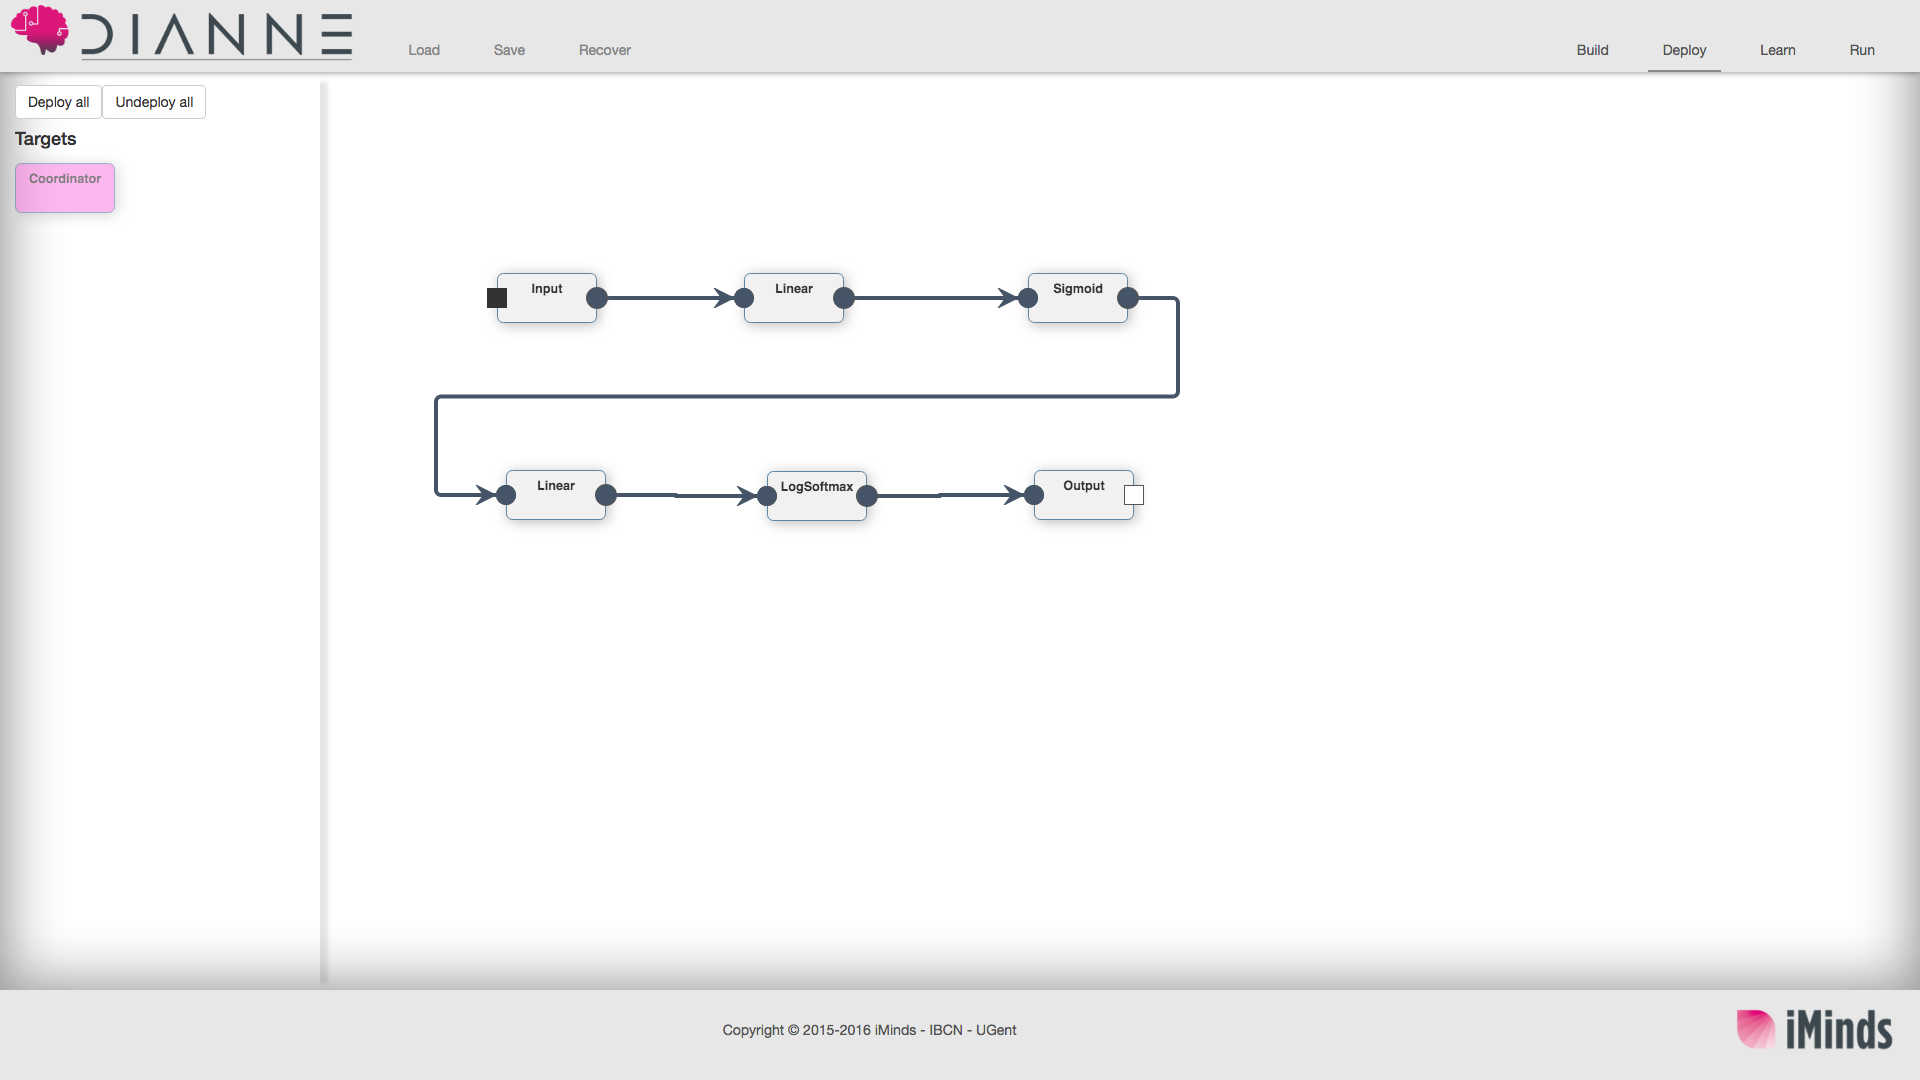 DIANNE
Load Save Recover
Build Deploy Learn Run
Deploy all Undeploy all
Targets
Coordinator
Input Linear Sigmoid
Linear LogSoftmax Output
Copyright © 2015-2016 iMinds - IBCN - UGent
iMinds